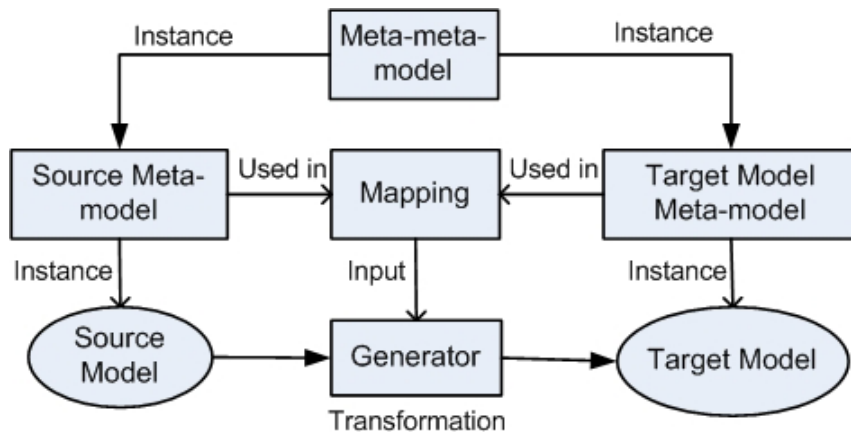 Instance
Meta-meta-
model
Instance
Source Meta-
model
Used in
Mapping
Used in
Target Model
Meta-model
Instance
Input
Instance
Source
Model
Generator
Target Model
Transformation